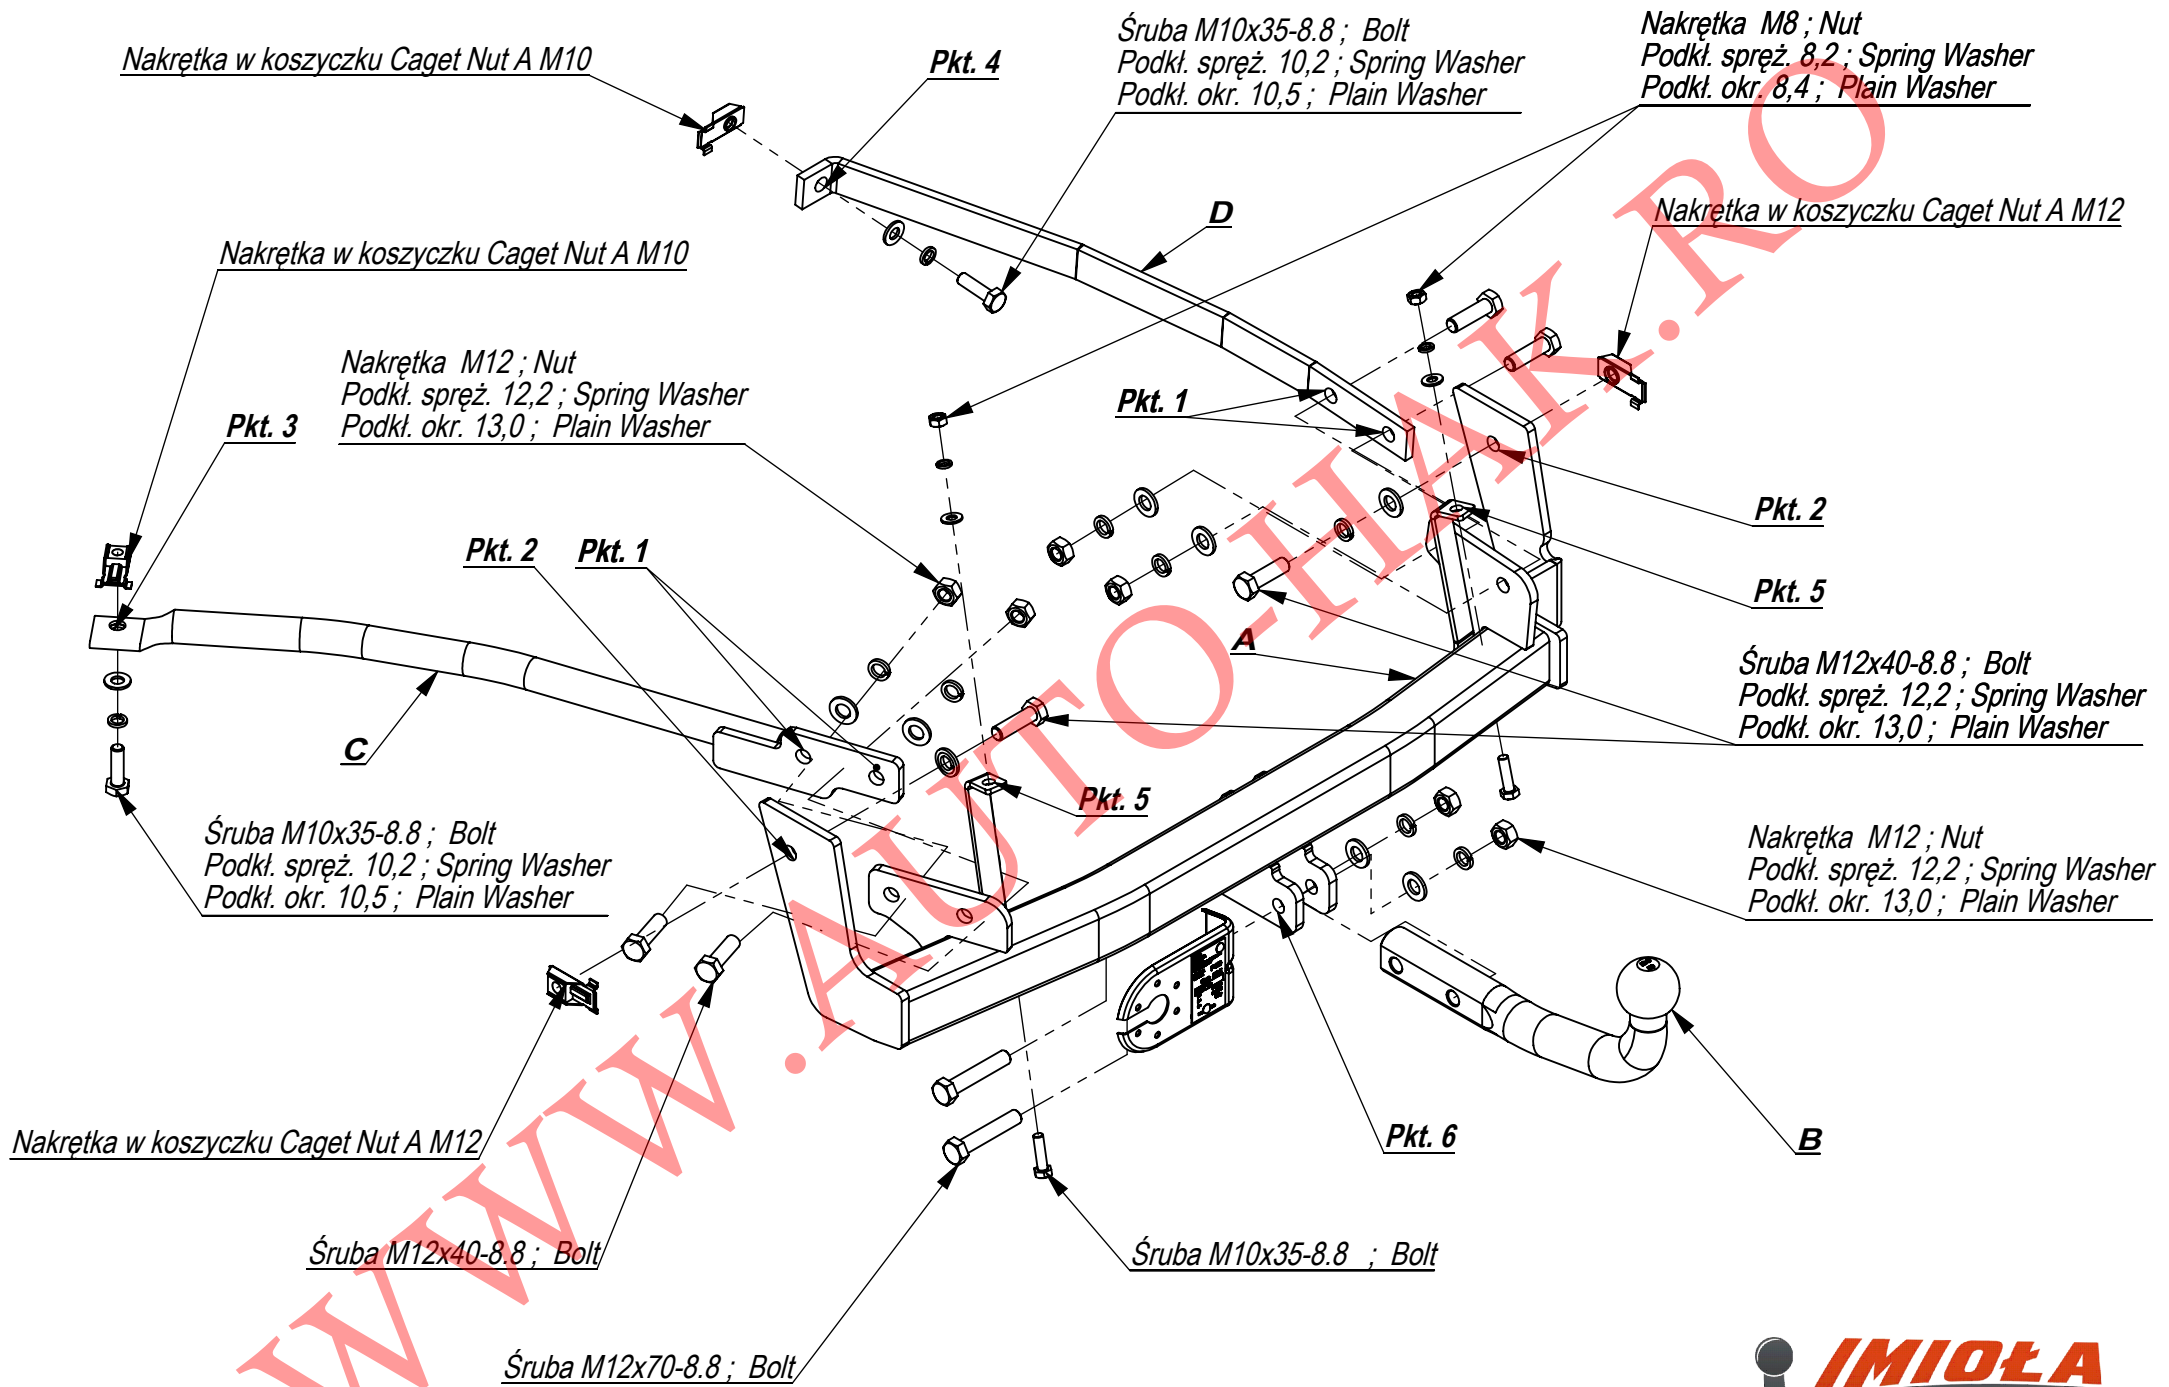 Nakrętka w koszyczku Caget Nut A M10
Pkt. 4
Śruba M10x35-8.8 ; Bolt
Podkł. spręż. 10,2 ; Spring Washer
Podkł. okr. 10,5 ; Plain Washer
Nakrętka M8 ; Nut
Podkł. spręż. 8,2 ; Spring Washer
Podkł. okr. 8,4 ; Plain Washer
D
Nakrętka w koszyczku Caget Nut A M12
Nakrętka w koszyczku Caget Nut A M10
Nakrętka M12 ; Nut
Podkł. spręż. 12,2 ; Spring Washer
Podkł. okr. 13,0 ; Plain Washer
Pkt. 3
Pkt. 1
Pkt. 2
Pkt. 2
Pkt. 1
Pkt. 5
A
Śruba M12x40-8.8 ; Bolt
Podkł. spręż. 12,2 ; Spring Washer
Podkł. okr. 13,0 ; Plain Washer
C
Pkt. 5
Śruba M10x35-8.8 ; Bolt
Podkł. spręż. 10,2 ; Spring Washer
Podkł. okr. 10,5 ; Plain Washer
Nakrętka M12 ; Nut
Podkł. spręż. 12,2 ; Spring Washer
Podkł. okr. 13,0 ; Plain Washer
Nakrętka w koszyczku Caget Nut A M12
Pkt. 6
B
Śruba M12x40-8.8 ; Bolt
Śruba M10x35-8.8 ; Bolt
Śruba M12x70-8.8 ; Bolt
WWW.AUTO-HAK.RO
IMIOŁA